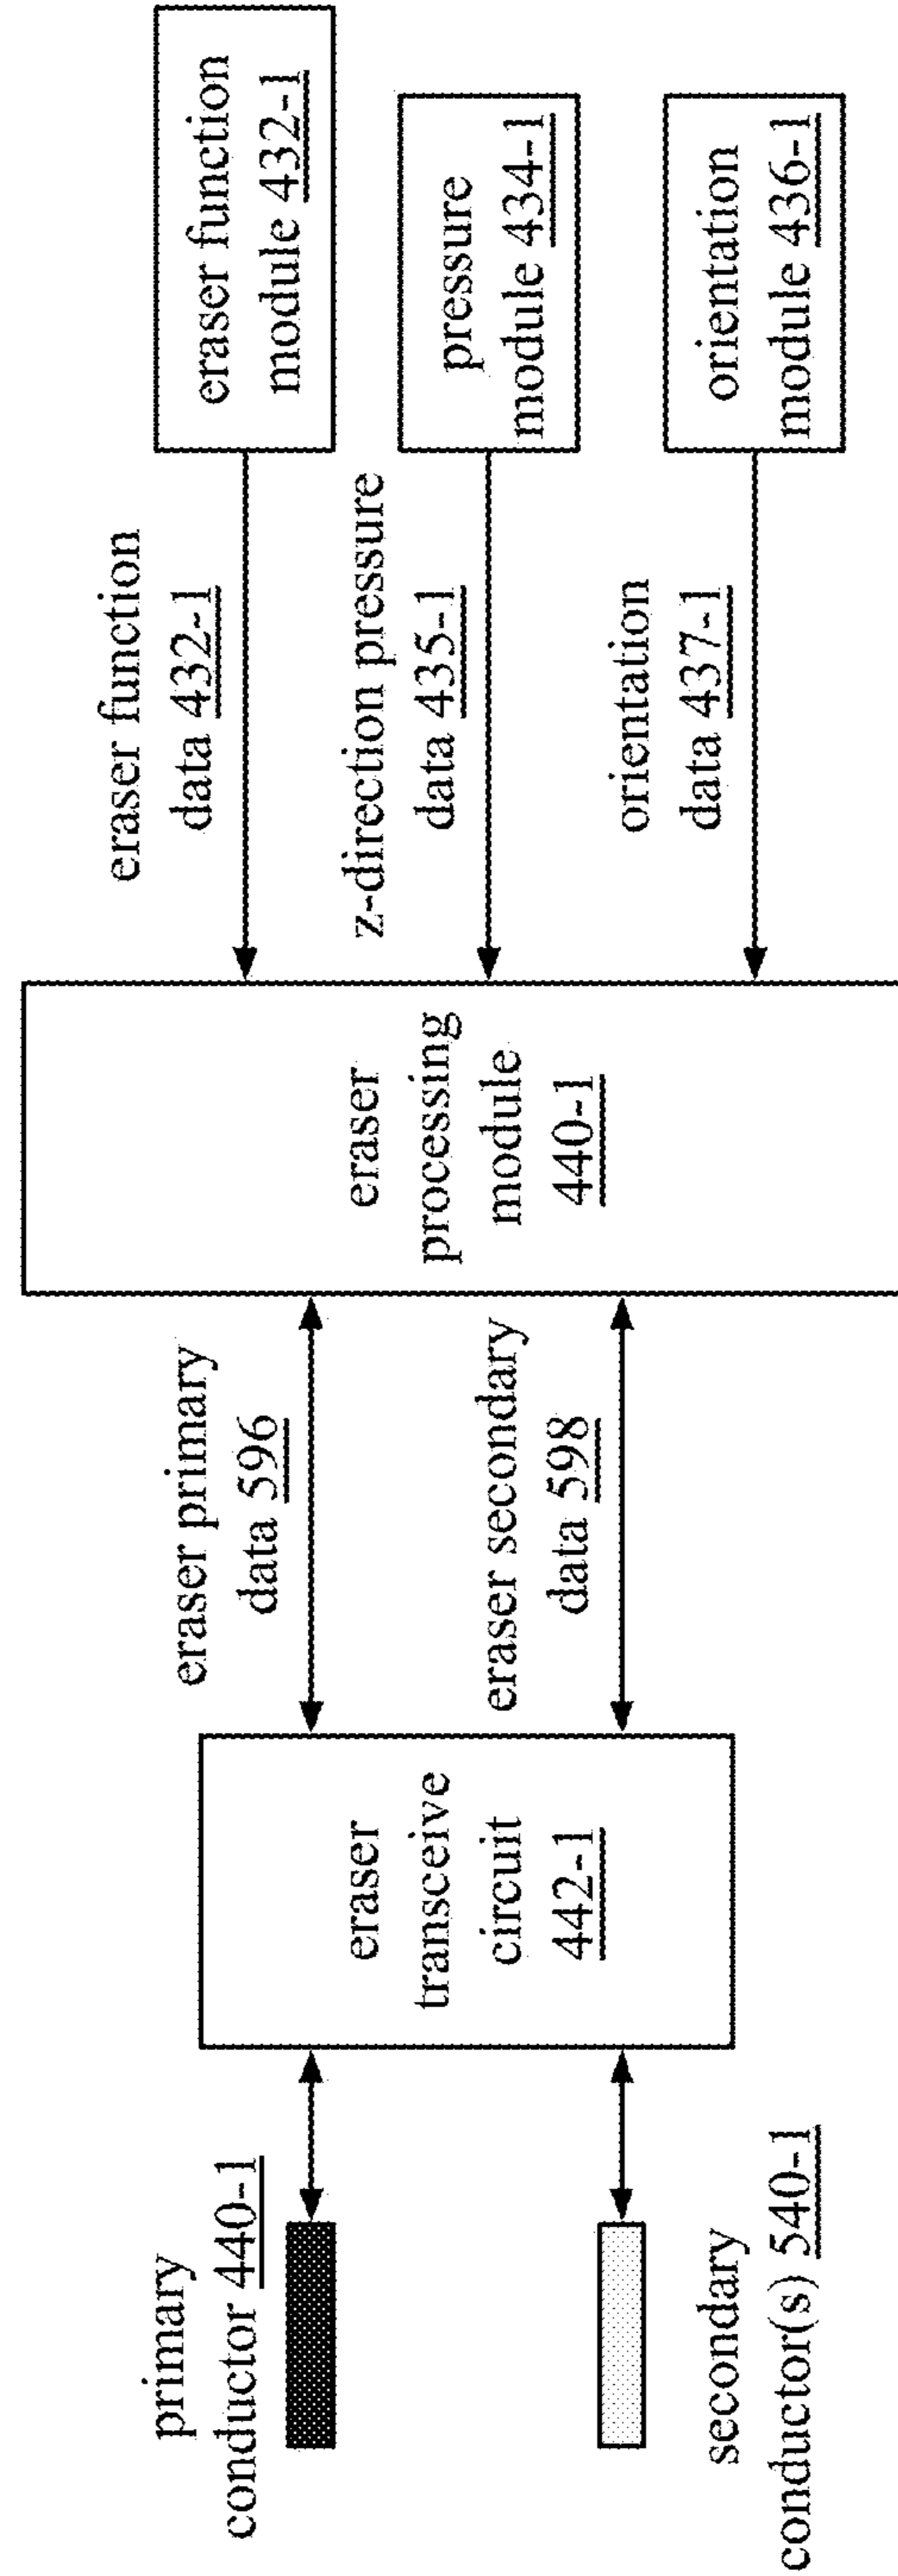 primary
conductor 440-1
secondary
conductor(s) 540-1
eraser
transceive
circuit
442-1
eraser primary
data 596
eraser secondary
data 598
eraser
processing
module
440-1
eraser function
data 432-1
z-direction pressure
data 435-1
orientation
data 437-1
eraser function
module 432-1
pressure
module 434-1
orientation
module 436-1